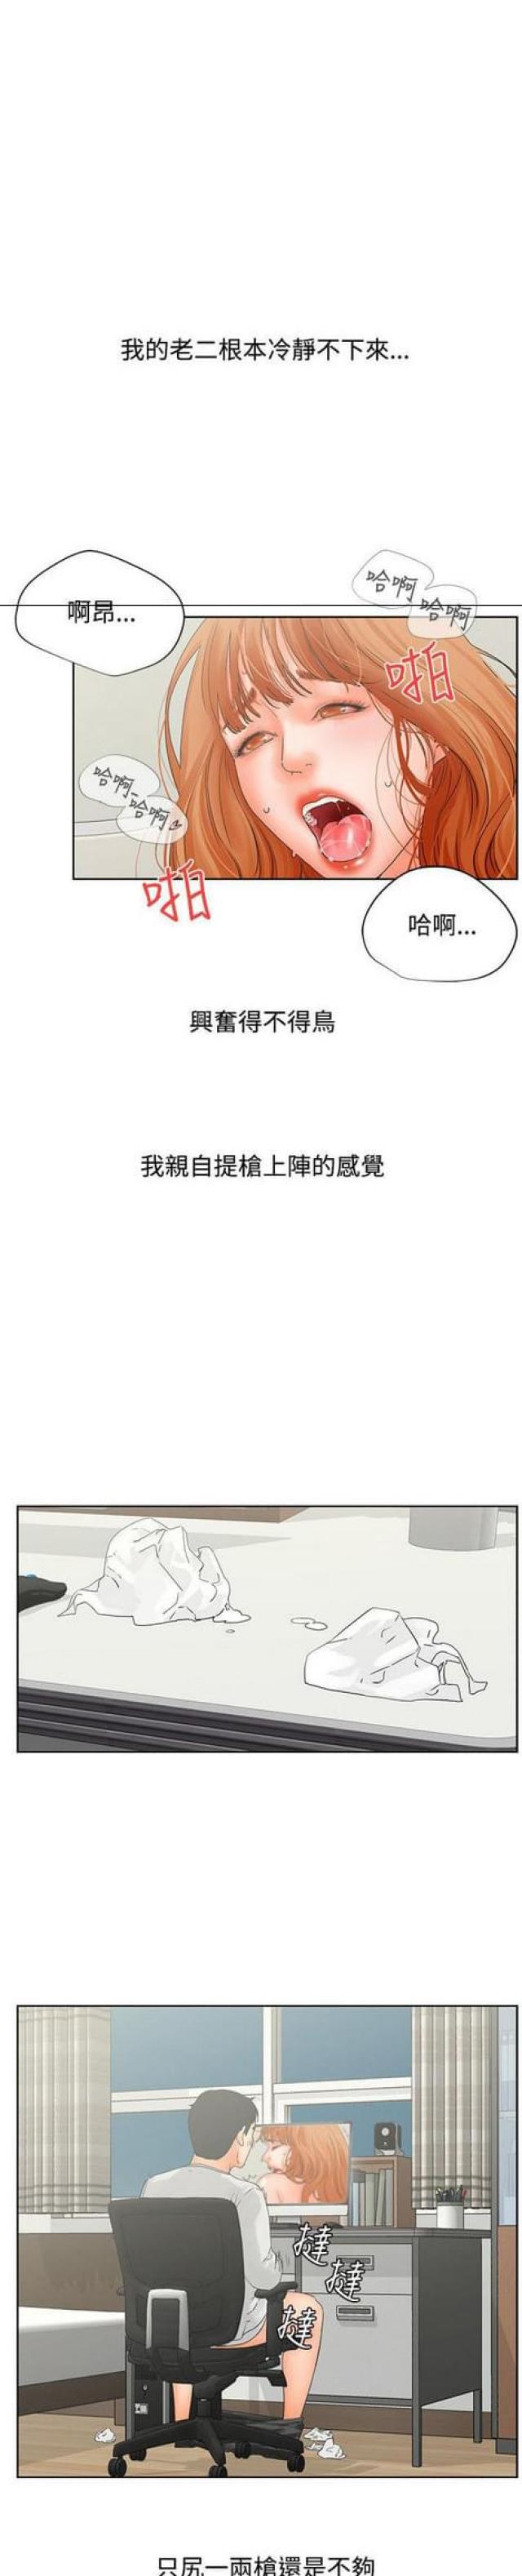 我的老二根本冷靜不下來...
哈啊
哈啊
啊昂...
啪
哈啊
哈啊
啪
哈啊...
興奮得不得鳥
我親自提槍上陣的感覺
撻
撻
撻
只尻一兩槍還是不夠